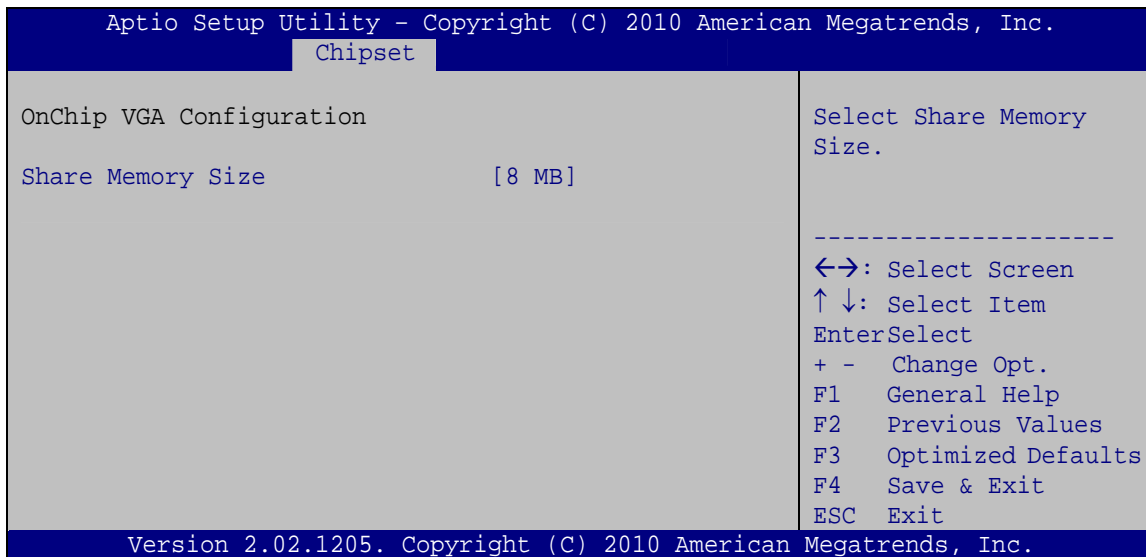 Aptio Setup Utility – Copyright (C) 2010 American Megatrends, Inc.
Chipset
OnChip VGA Configuration
Share Memory Size [8 MB]
Select Share Memory
Size.
---------------------
←→: Select Screen
↑ ↓: Select Item
EnterSelect
+ - Change Opt.
F1 General Help
F2 Previous Values
F3 Optimized Defaults
F4 Save & Exit
ESC Exit
Version 2.02.1205. Copyright (C) 2010 American Megatrends, Inc.